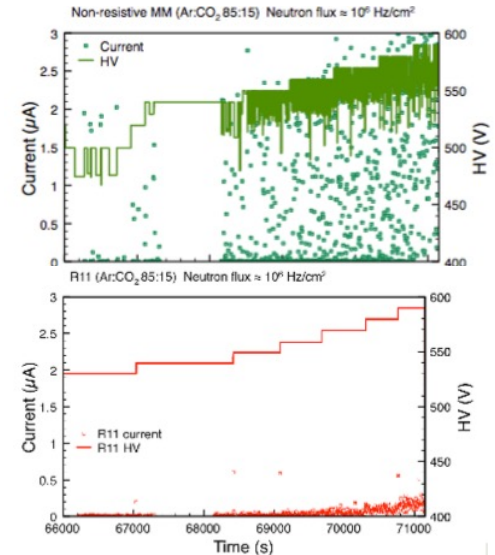 Non-resistive MM (Ar:CO₂ 85:15) Neutron flux ≈ 10⁶ Hz/cm²
Current
HV
Current (µA)
3
2.5
2
1.5
1
0.5
0
HV (V)
600
550
500
450
400
R11 (Ar:CO₂ 85:15) Neutron flux ≈ 10⁶ Hz/cm²
Current (µA)
3
2.5
2
1.5
1
0.5
0
R11 current
R11 HV
HV (V)
600
550
500
450
400
66000 67000 68000 69000 70000 71000
Time (s)